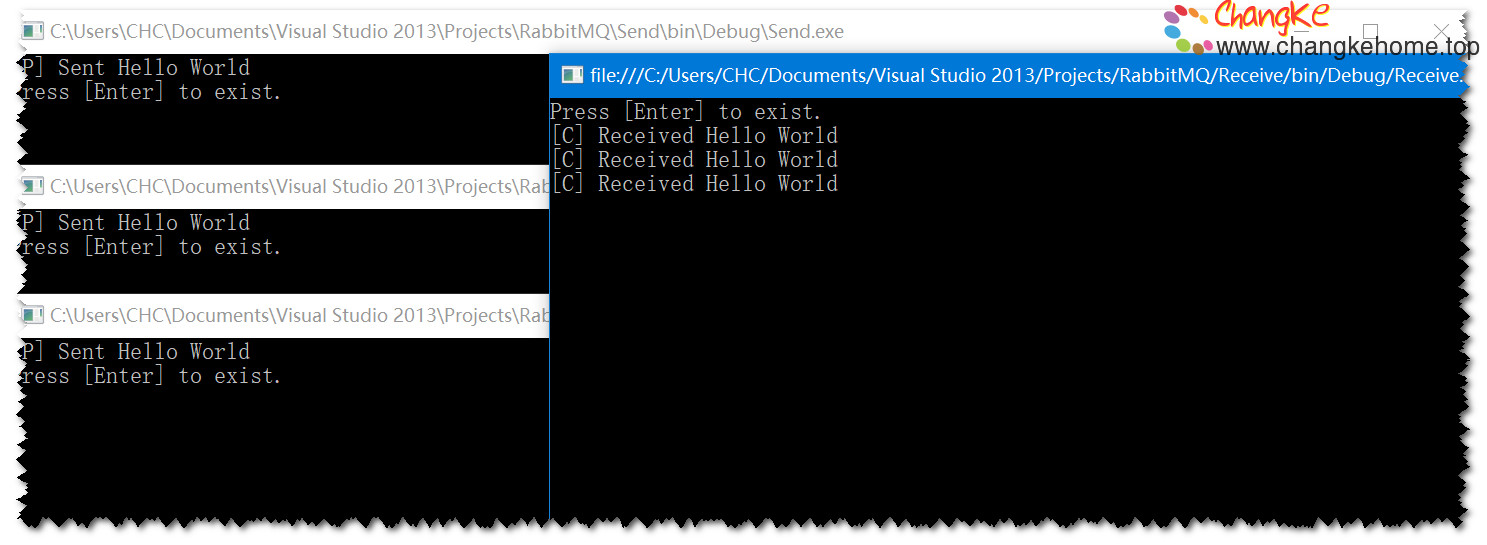 C:\Users\CHC\Documents\Visual Studio 2013\Projects\RabbitMQ\Send\bin\Debug\Send.exe
P] Sent Hello World
ress [Enter] to exist.
C:\Users\CHC\Documents\Visual Studio 2013\Projects\Rab
P] Sent Hello World
ress [Enter] to exist.
C:\Users\CHC\Documents\Visual Studio 2013\Projects\Rab
P] Sent Hello World
ress [Enter] to exist.
ChangKe
www.changkehome.top
file:///C:/Users/CHC/Documents/Visual Studio 2013/Projects/RabbitMQ/Receive/bin/Debug/Receive.
Press [Enter] to exist.
[C] Received Hello World
[C] Received Hello World
[C] Received Hello World